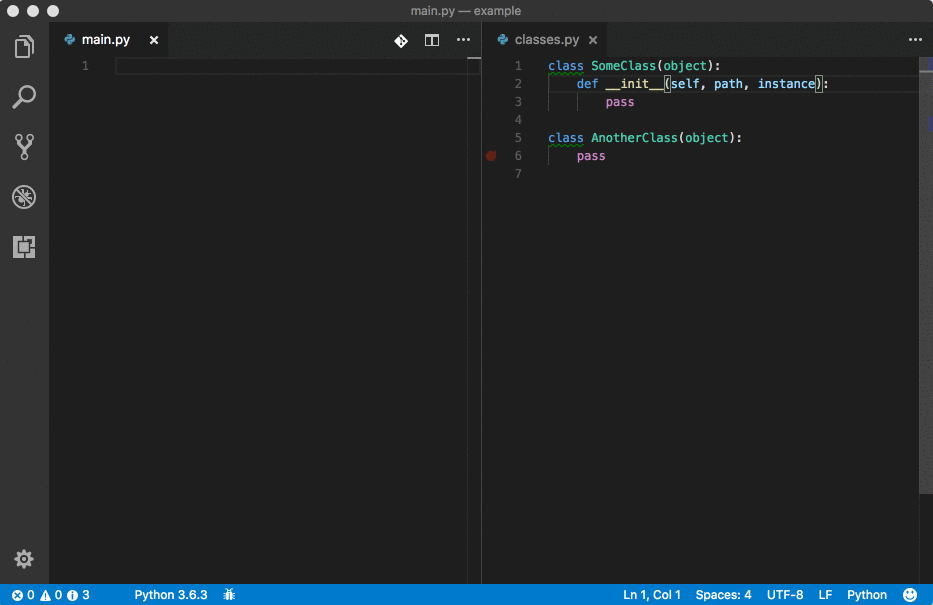 main.py — example
main.py
1
classes.py
1 class SomeClass(object):
2 def __init__(self, path, instance):
3 pass
4
5 class AnotherClass(object):
6 pass
7
0 0 3 Python 3.6.3 Ln 1, Col 1 Spaces: 4 UTF-8 LF Python